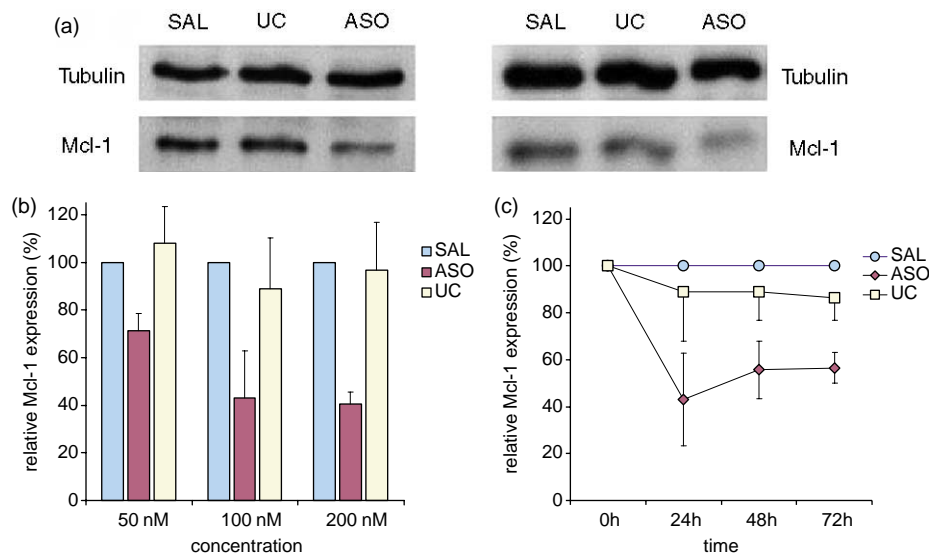 (a)
SAL UC ASO
Tubulin
Mcl-1
SAL UC ASO
Tubulin
Mcl-1
(b)
relative Mcl-1 expression (%)
120
100
80
60
40
20
0
50 nM 100 nM 200 nM
concentration
SAL
ASO
UC
(c)
relative Mcl-1 expression (%)
120
100
80
60
40
20
0
0h 24h 48h 72h
time
SAL
ASO
UC